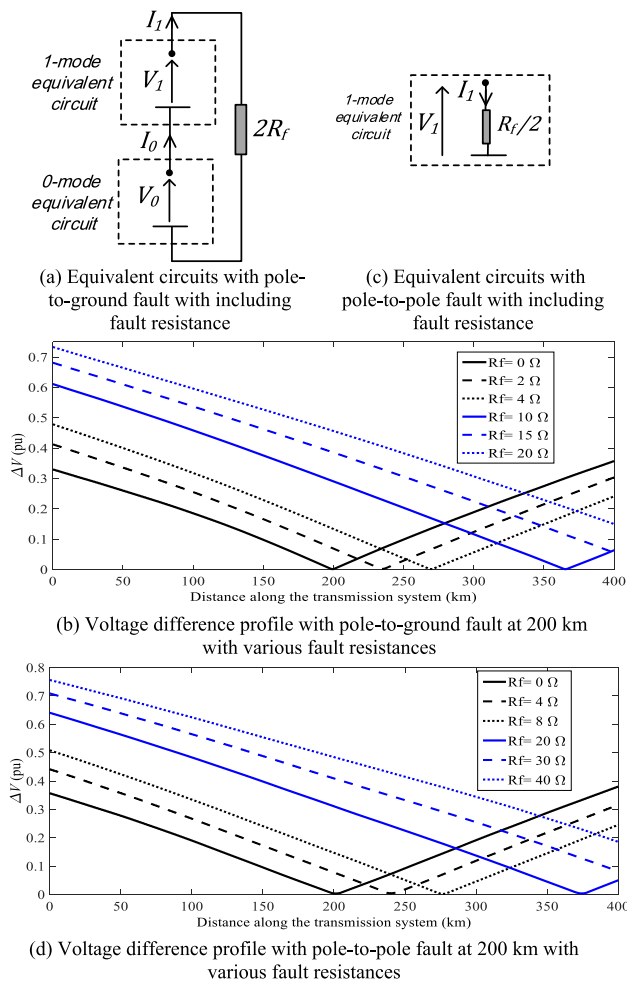 I1
1-mode
equivalent
circuit
V1
I0
2Rf
0-mode
equivalent
circuit
V0
(a) Equivalent circuits with pole-
to-ground fault with including
fault resistance
1-mode
equivalent
circuit
V1
I1
Rf/2
(c) Equivalent circuits with
pole-to-pole fault with including
fault resistance
0.7
0.6
0.5
0.4
0.3
0.2
0.1
0
ΔV (pu)
Rf= 0 Ω
Rf= 2 Ω
Rf= 4 Ω
Rf= 10 Ω
Rf= 15 Ω
Rf= 20 Ω
0 50 100 150 200 250 300 350 400
Distance along the transmission system (km)
(b) Voltage difference profile with pole-to-ground fault at 200 km
with various fault resistances
0.8
0.7
0.6
0.5
0.4
0.3
0.2
0.1
0
ΔV (pu)
Rf= 0 Ω
Rf= 4 Ω
Rf= 8 Ω
Rf= 20 Ω
Rf= 30 Ω
Rf= 40 Ω
0 50 100 150 200 250 300 350 400
Distance along the transmission system (km)
(d) Voltage difference profile with pole-to-pole fault at 200 km with
various fault resistances